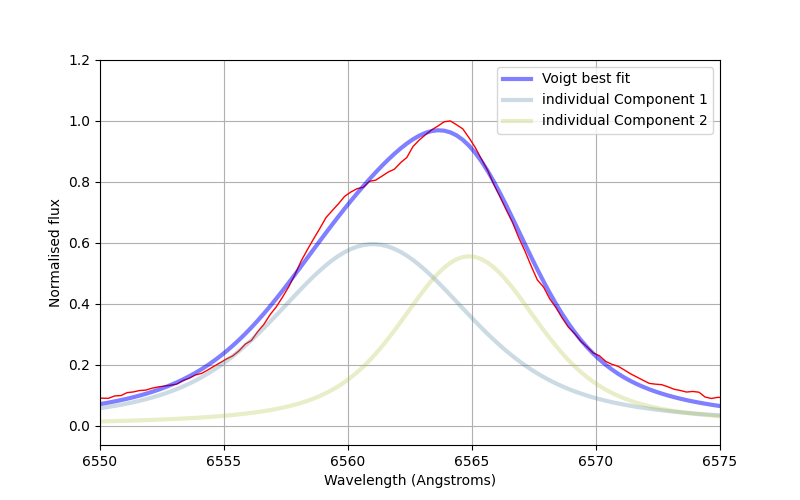 1.2
1.0
0.8
0.6
0.4
0.2
0.0
Normalised flux
Voigt best fit
individual Component 1
individual Component 2
6550 6555 6560 6565 6570 6575
Wavelength (Angstroms)